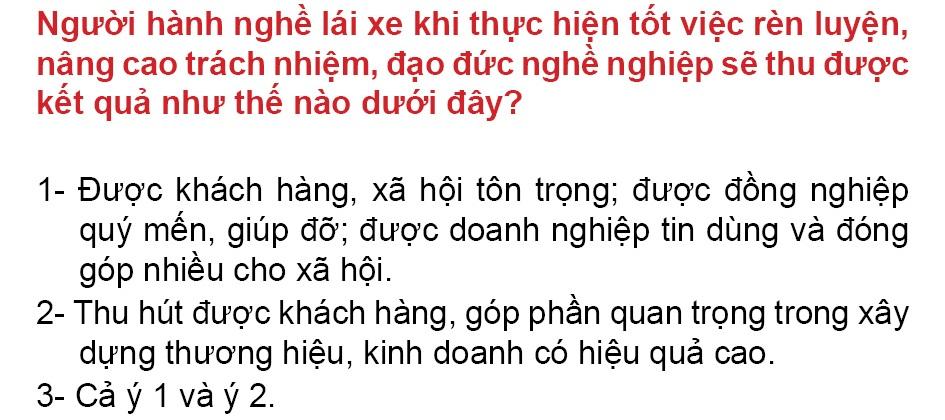 Người hành nghề lái xe khi thực hiện tốt việc rèn luyện,
nâng cao trách nhiệm, đạo đức nghề nghiệp sẽ thu được
kết quả như thế nào dưới đây?
1- Được khách hàng, xã hội tôn trọng; được đồng nghiệp
quý mến, giúp đỡ; được doanh nghiệp tin dùng và đóng
góp nhiều cho xã hội.
2- Thu hút được khách hàng, góp phần quan trọng trong xây
dựng thương hiệu, kinh doanh có hiệu quả cao.
3- Cả ý 1 và ý 2.